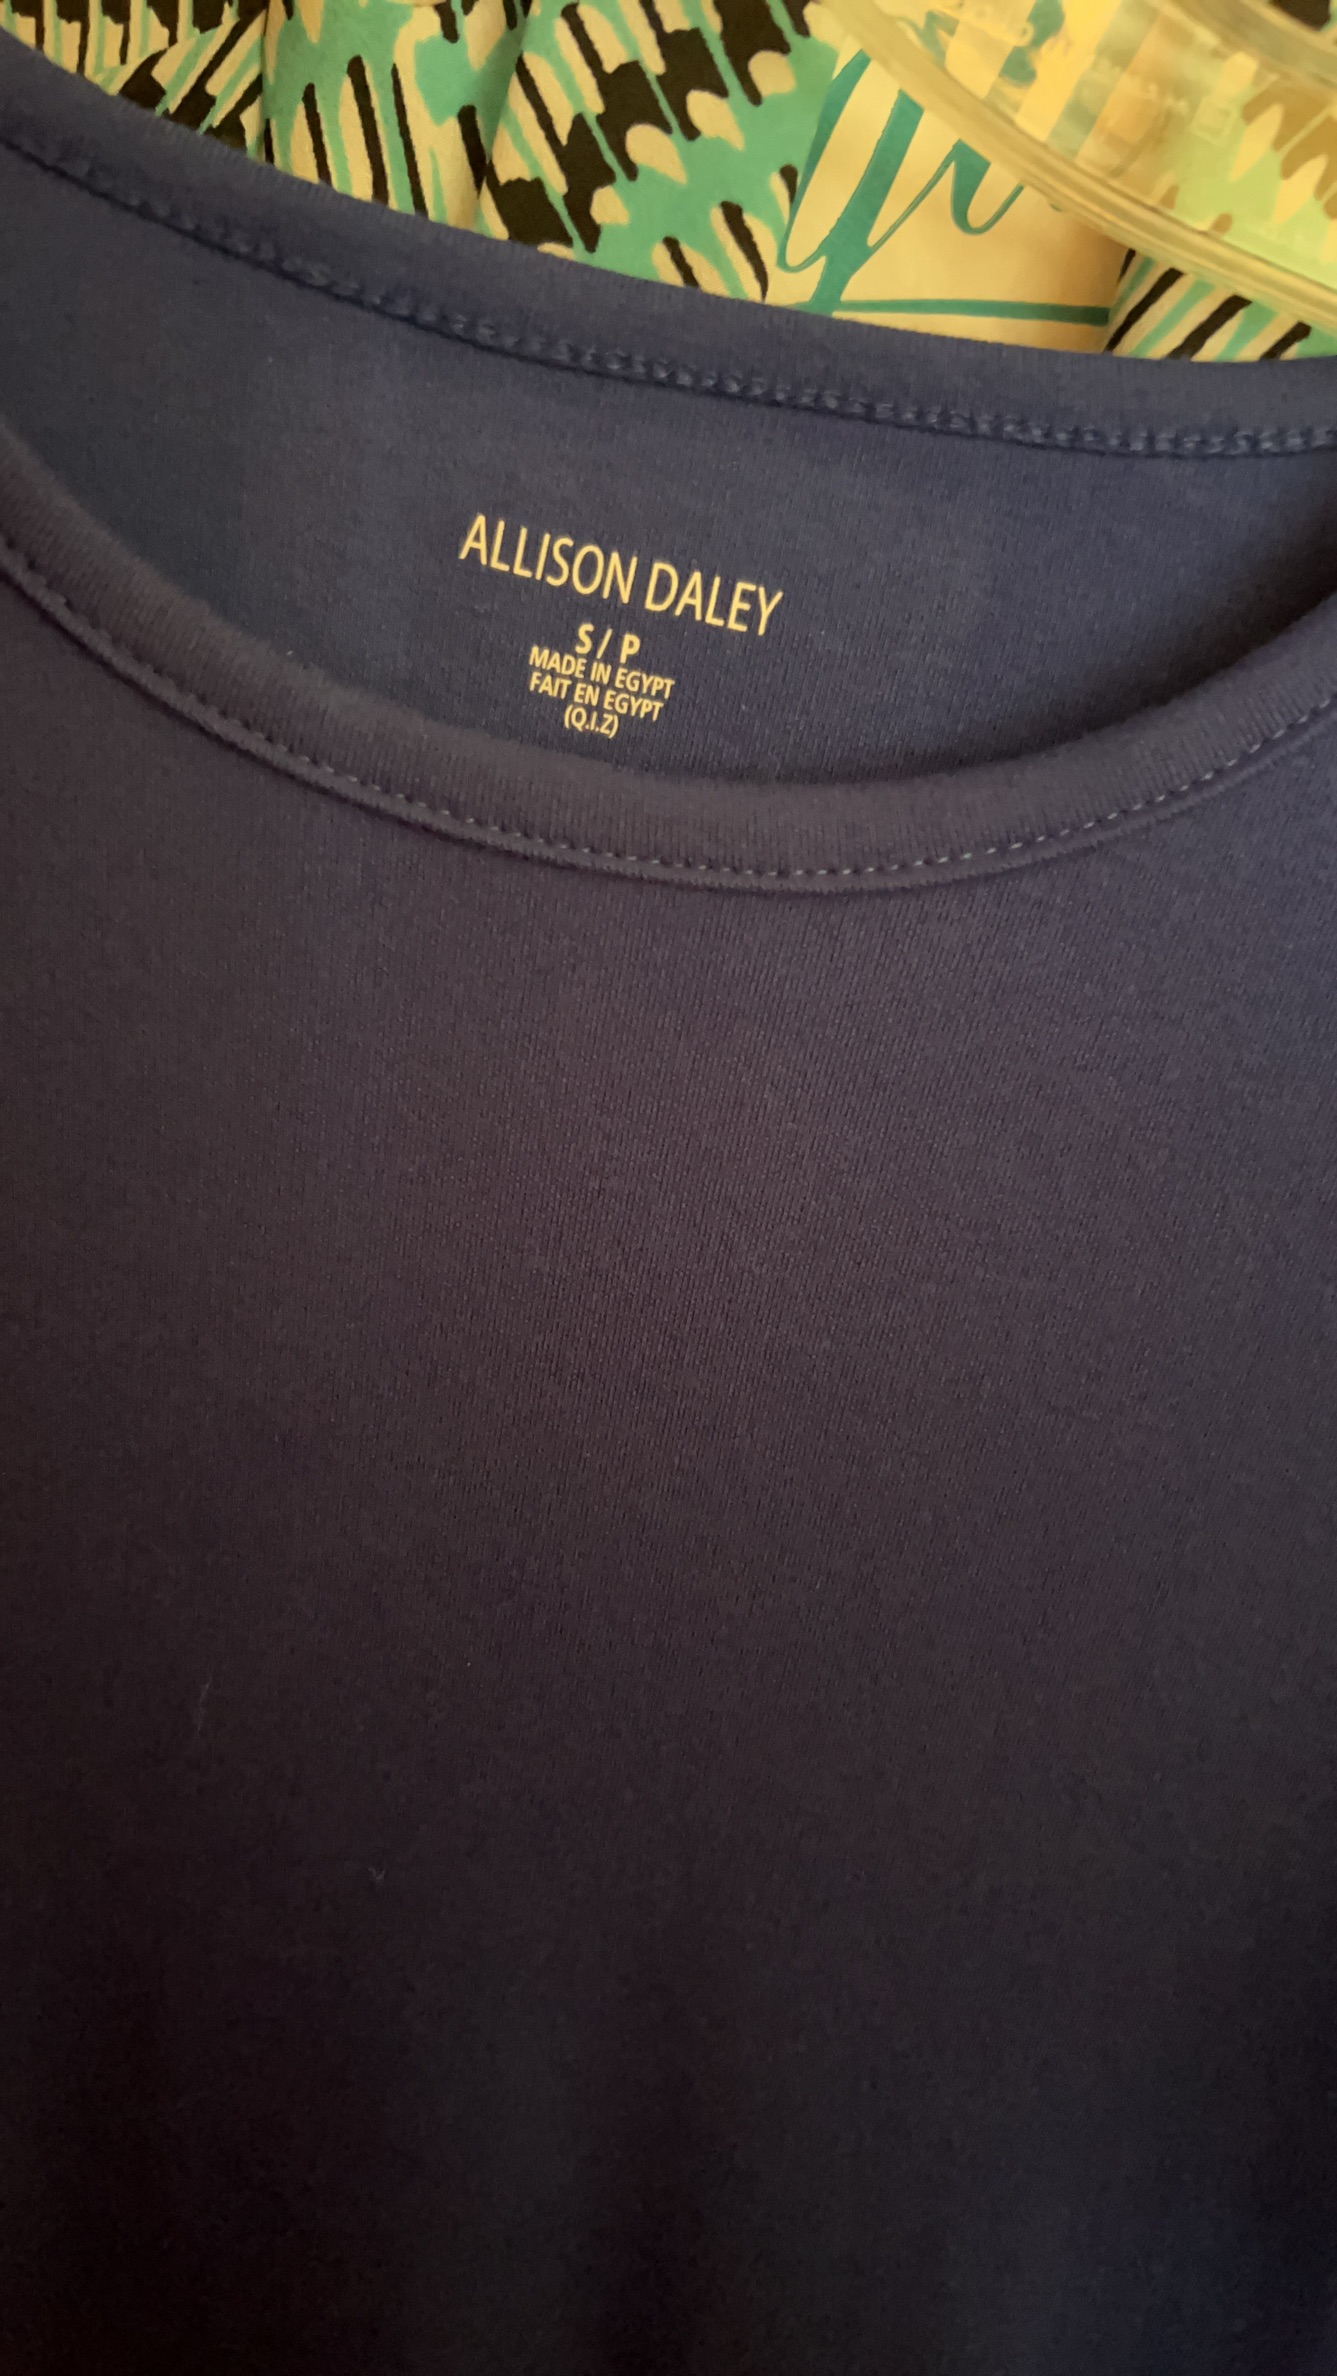 ALLISON DALEY
S / P
MADE IN EGYPT
FAIT EN EGYPT
(Q.I.Z)